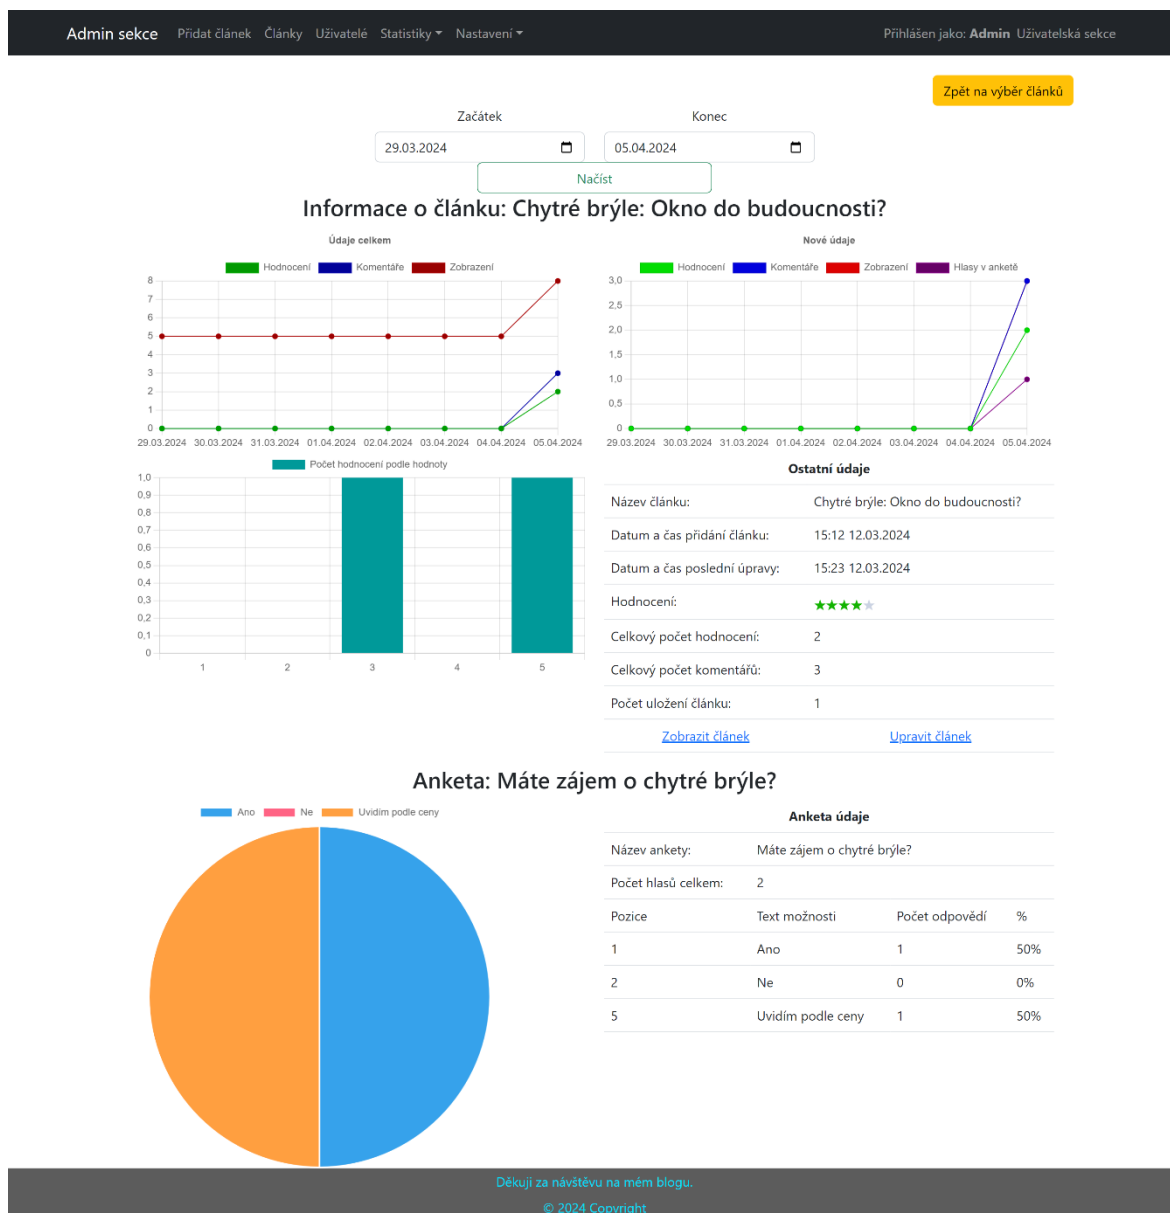 Admin sekce Přidat článek Články Uživatelé Statistiky Nastavení Přihlášen jako: Admin Uživatelská sekce
Zpět na výběr článků
Začátek Konec
29.03.2024 05.04.2024
Načíst
Informace o článku: Chytré brýle: Okno do budoucnosti?
Údaje celkem
Hodnocení Komentáře Zobrazení
8
7
6
5
4
3
2
1
0
29.03.2024 30.03.2024 31.03.2024 01.04.2024 02.04.2024 03.04.2024 04.04.2024 05.04.2024
Nové údaje
Hodnocení Komentáře Zobrazení Hlasy v anketě
3,0
2,5
2,0
1,5
1,0
0,5
0
29.03.2024 30.03.2024 31.03.2024 01.04.2024 02.04.2024 03.04.2024 04.04.2024 05.04.2024
Počet hodnocení podle hodnoty
1,0
0,9
0,8
0,7
0,6
0,5
0,4
0,3
0,2
0,1
0
1 2 3 4 5
Ostatní údaje
Název článku: Chytré brýle: Okno do budoucnosti?
Datum a čas přidání článku: 15:12 12.03.2024
Datum a čas poslední úpravy: 15:23 12.03.2024
Hodnocení: ★★★★★
Celkový počet hodnocení: 2
Celkový počet komentářů: 3
Počet uložení článku: 1
Zobrazit článek Upravit článek
Anketa: Máte zájem o chytré brýle?
Ano Ne Uvidím podle ceny
Anketa údaje
Název ankety: Máte zájem o chytré brýle?
Počet hlasů celkem: 2
Pozice Text možnosti Počet odpovědí %
1 Ano 1 50%
2 Ne 0 0%
5 Uvidím podle ceny 1 50%
Děkuji za návštěvu na mém blogu.
© 2024 Copyright